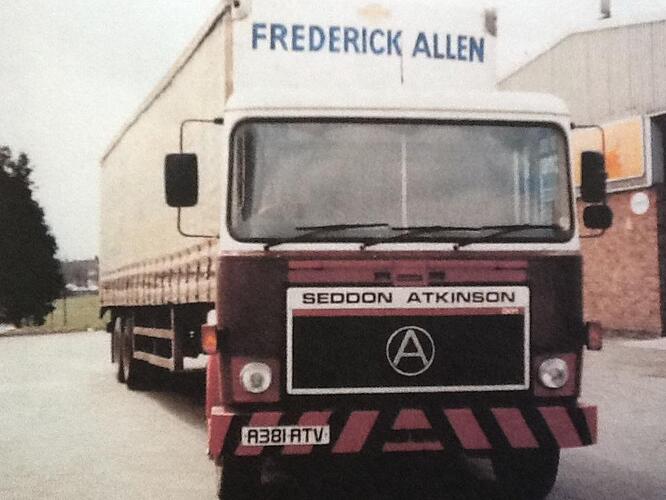 FREDERICK ALLEN
SEDDON ATKINSON
A
A381 RTV